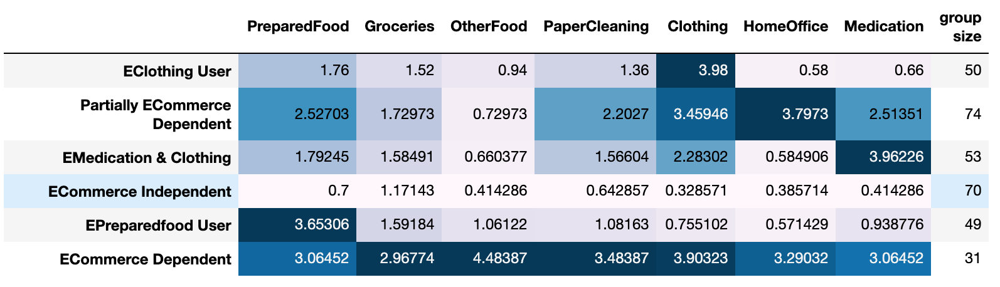 PreparedFood Groceries OtherFood PaperCleaning Clothing HomeOffice Medication group size
EClothing User 1.76 1.52 0.94 1.36 3.98 0.58 0.66 50
Partially ECommerce Dependent 2.52703 1.72973 0.72973 2.2027 3.45946 3.7973 2.51351 74
EMedication & Clothing 1.79245 1.58491 0.660377 1.56604 2.28302 0.584906 3.96226 53
ECommerce Independent 0.7 1.17143 0.414286 0.642857 0.328571 0.385714 0.414286 70
EPreparedfood User 3.65306 1.59184 1.06122 1.08163 0.755102 0.571429 0.938776 49
ECommerce Dependent 3.06452 2.96774 4.48387 3.48387 3.90323 3.29032 3.06452 31